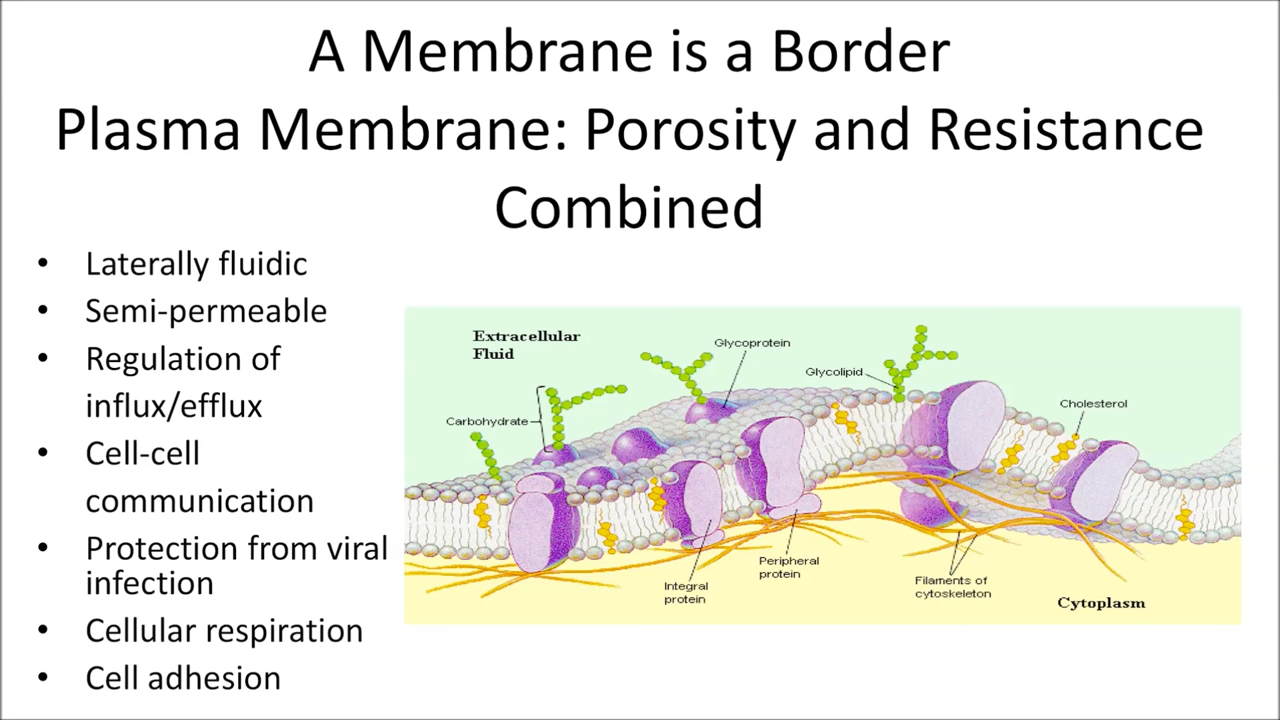 A Membrane is a Border
Plasma Membrane: Porosity and Resistance
Combined
• Laterally fluidic
• Semi-permeable
• Regulation of
influx/efflux
• Cell-cell
communication
• Protection from viral
infection
• Cellular respiration
• Cell adhesion
Extracellular
Fluid
Glycoprotein
Glycolipid
Carbohydrate
Cholesterol
Integral
protein
Peripheral
protein
Filaments of
cytoskeleton
Cytoplasm